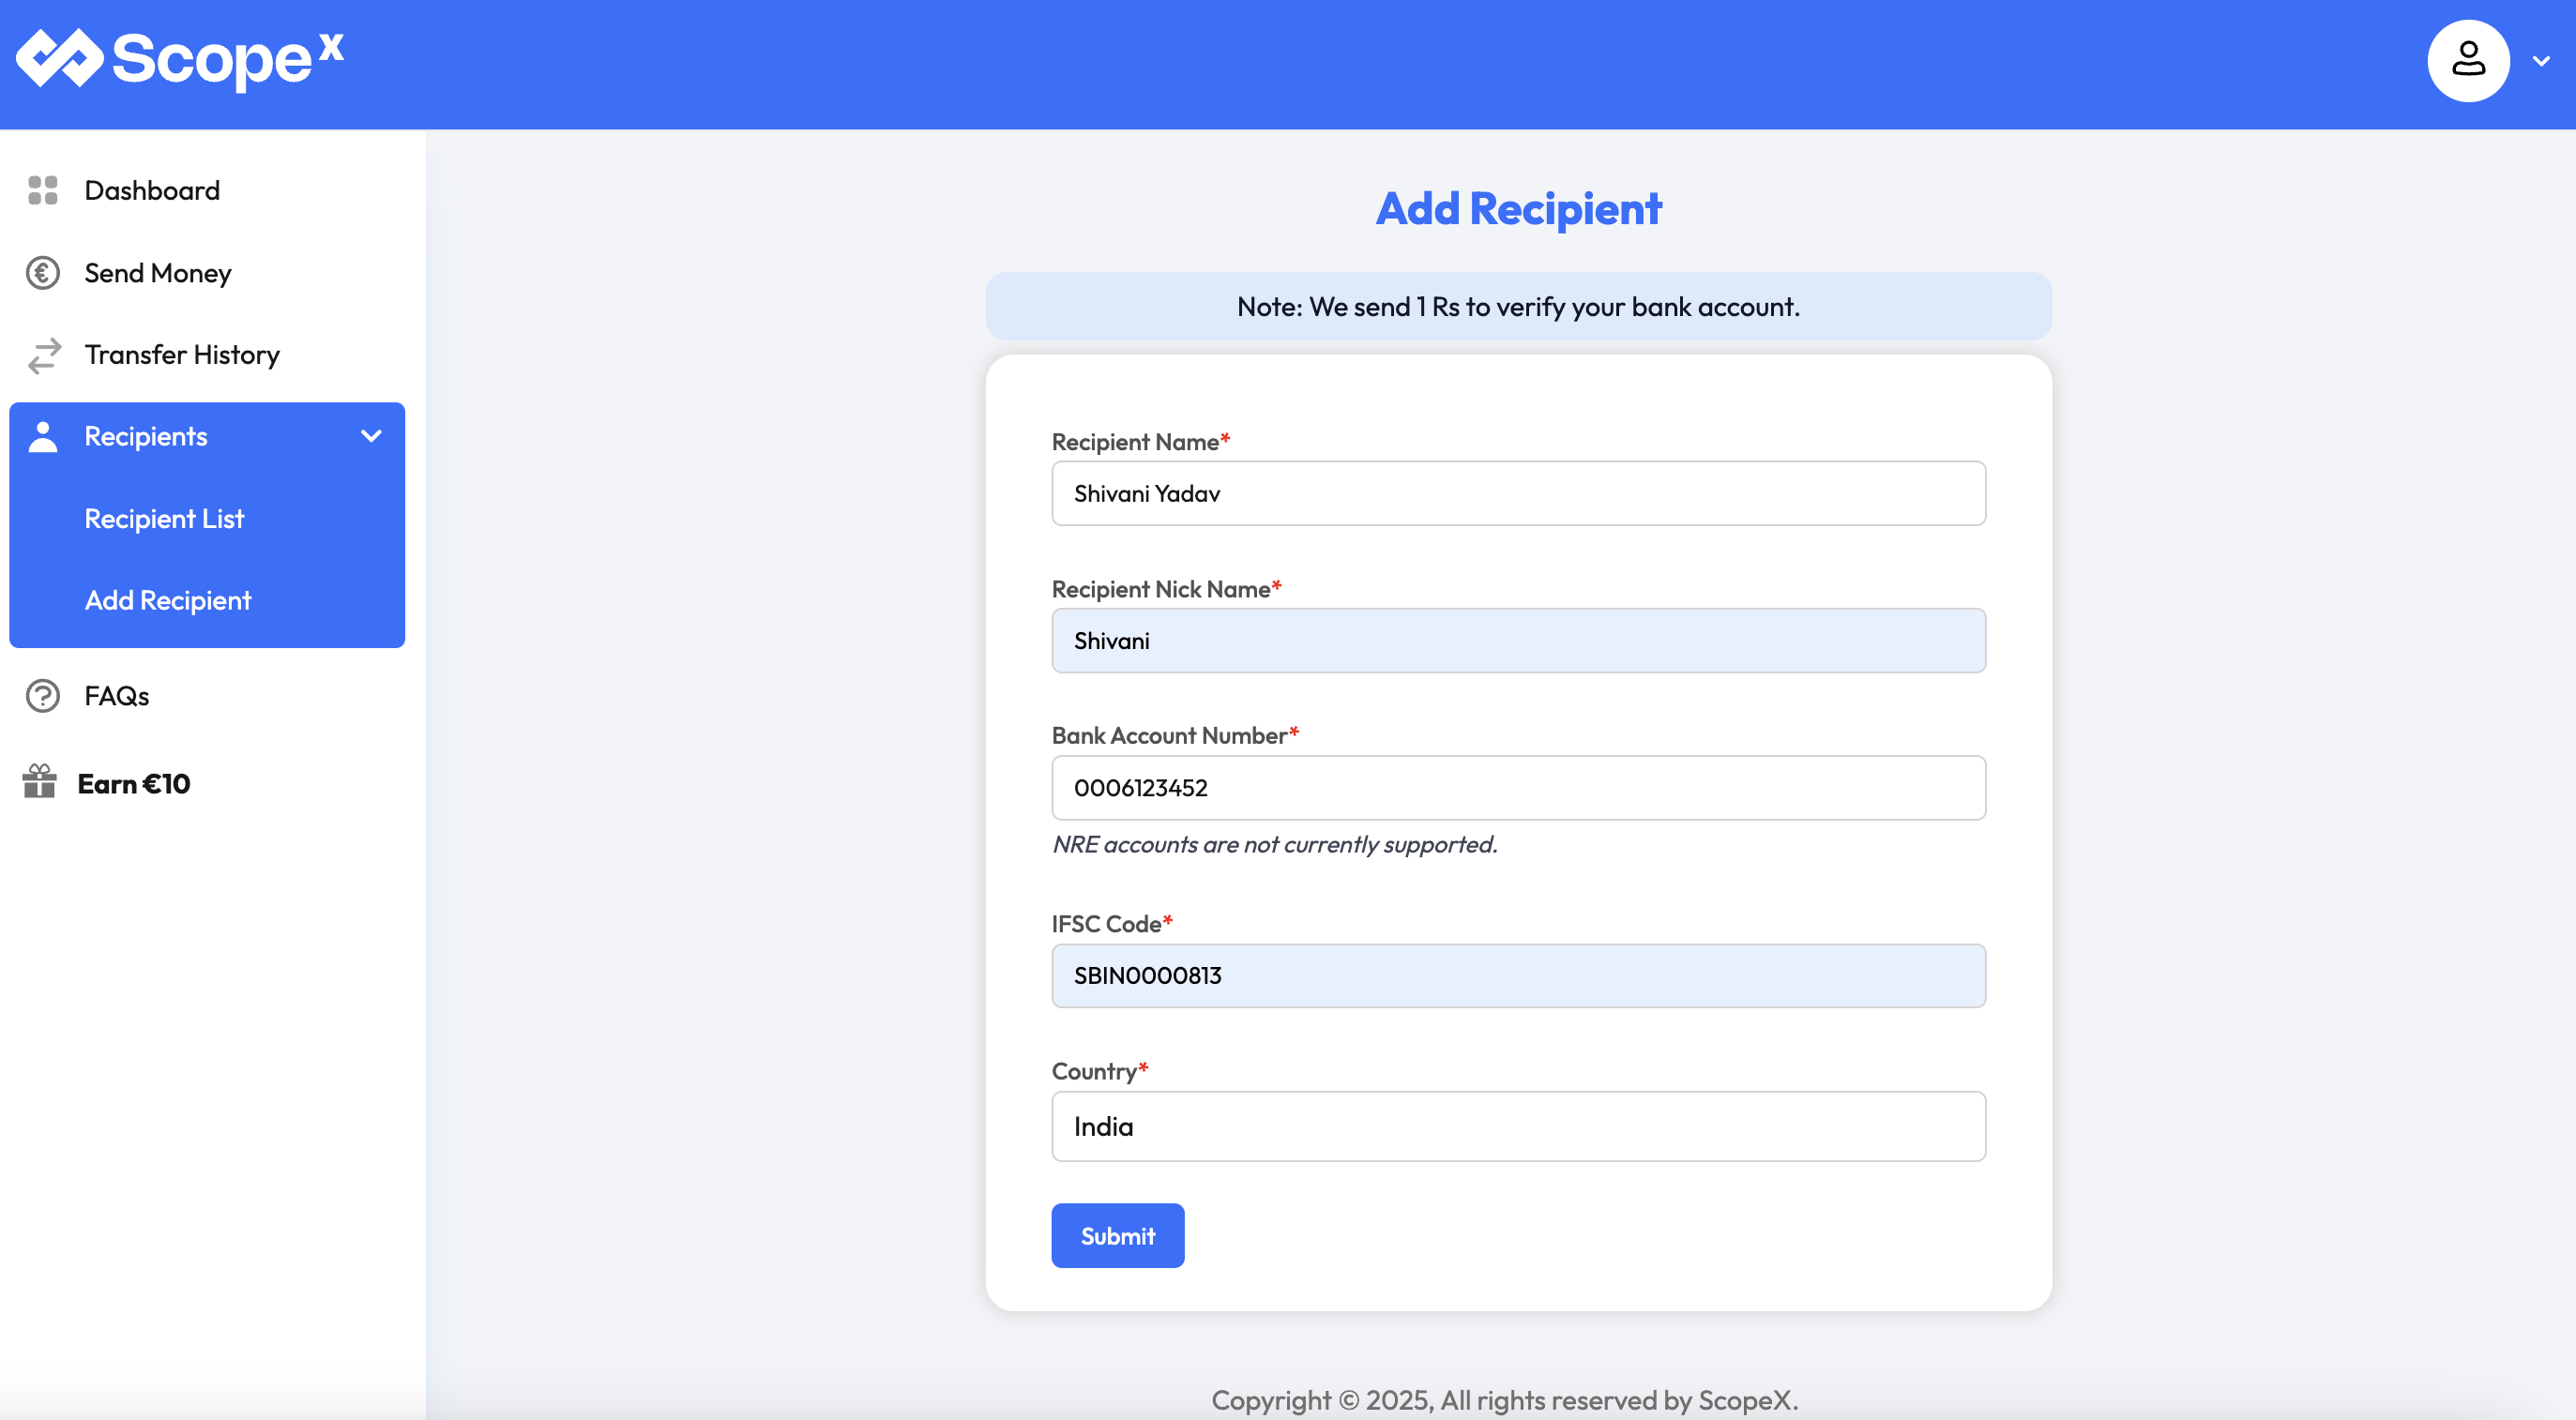 Scope X
Dashboard
Send Money
Transfer History
Recipients
Recipient List
Add Recipient
FAQs
Earn €10
Add Recipient
Note: We send 1 Rs to verify your bank account.
Recipient Name*
Shivani Yadav
Recipient Nick Name*
Shivani
Bank Account Number*
0006123452
NRE accounts are not currently supported.
IFSC Code*
SBIN0000813
Country*
India
Submit
Copyright © 2025, All rights reserved by ScopeX.